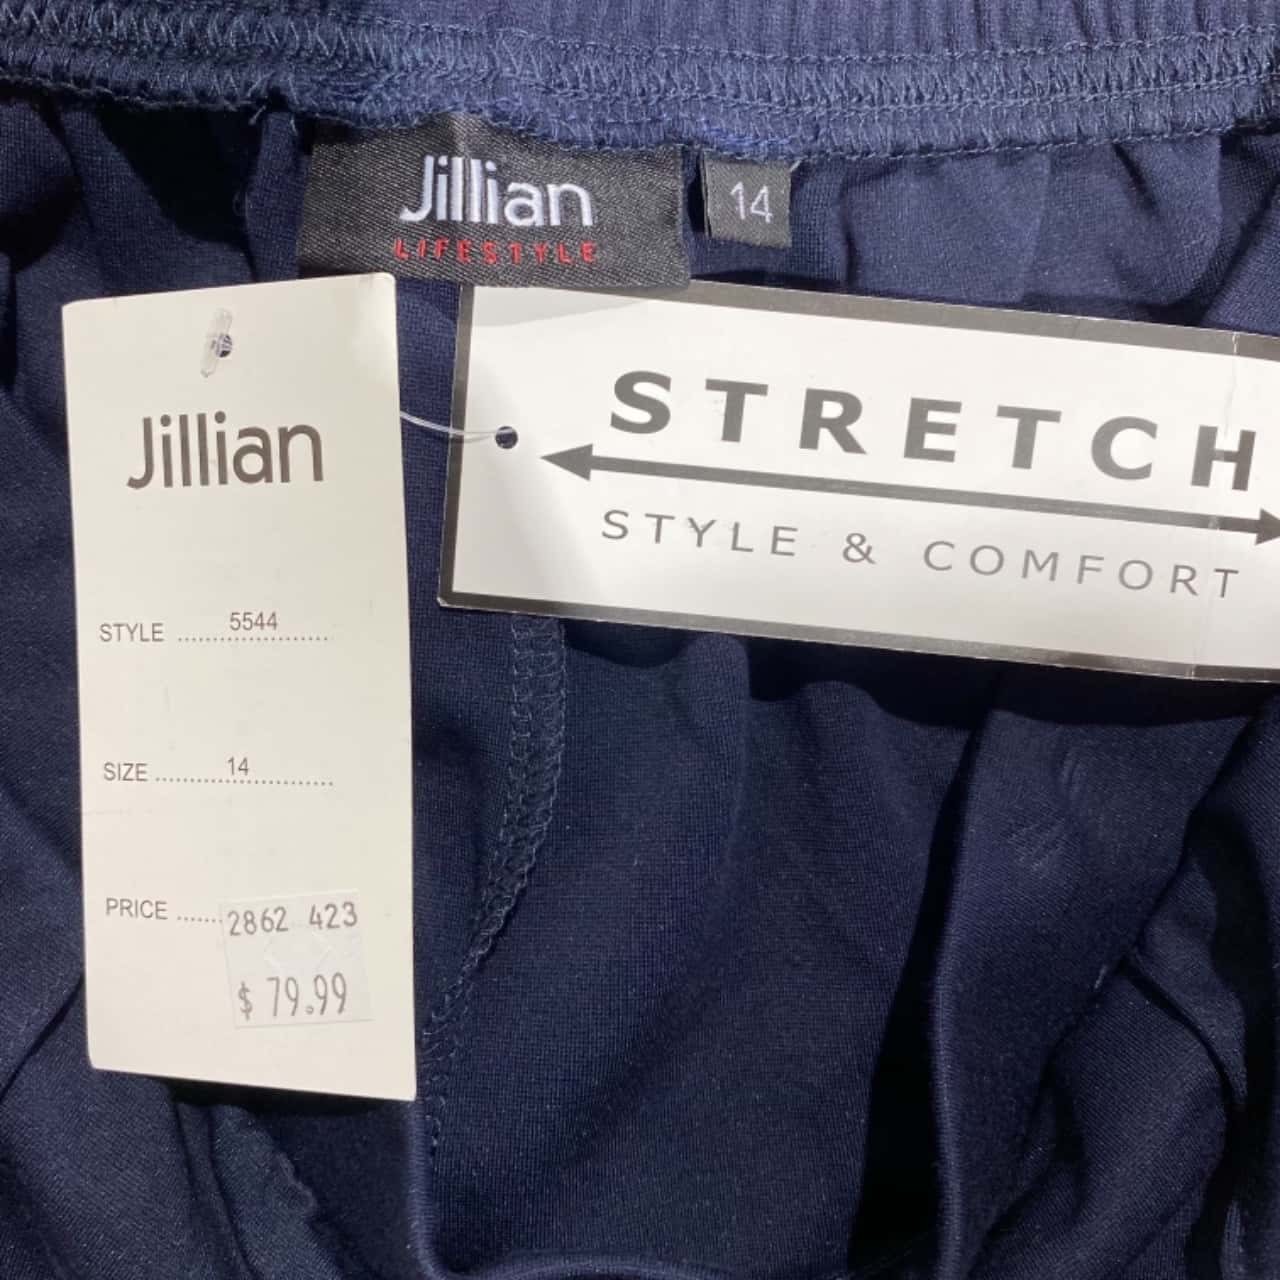 Jillian
LIFESTYLE
14
Jillian
STYLE 5544
SIZE 14
PRICE
2862 423
$ 79.99
STRETCH
STYLE & COMFORT